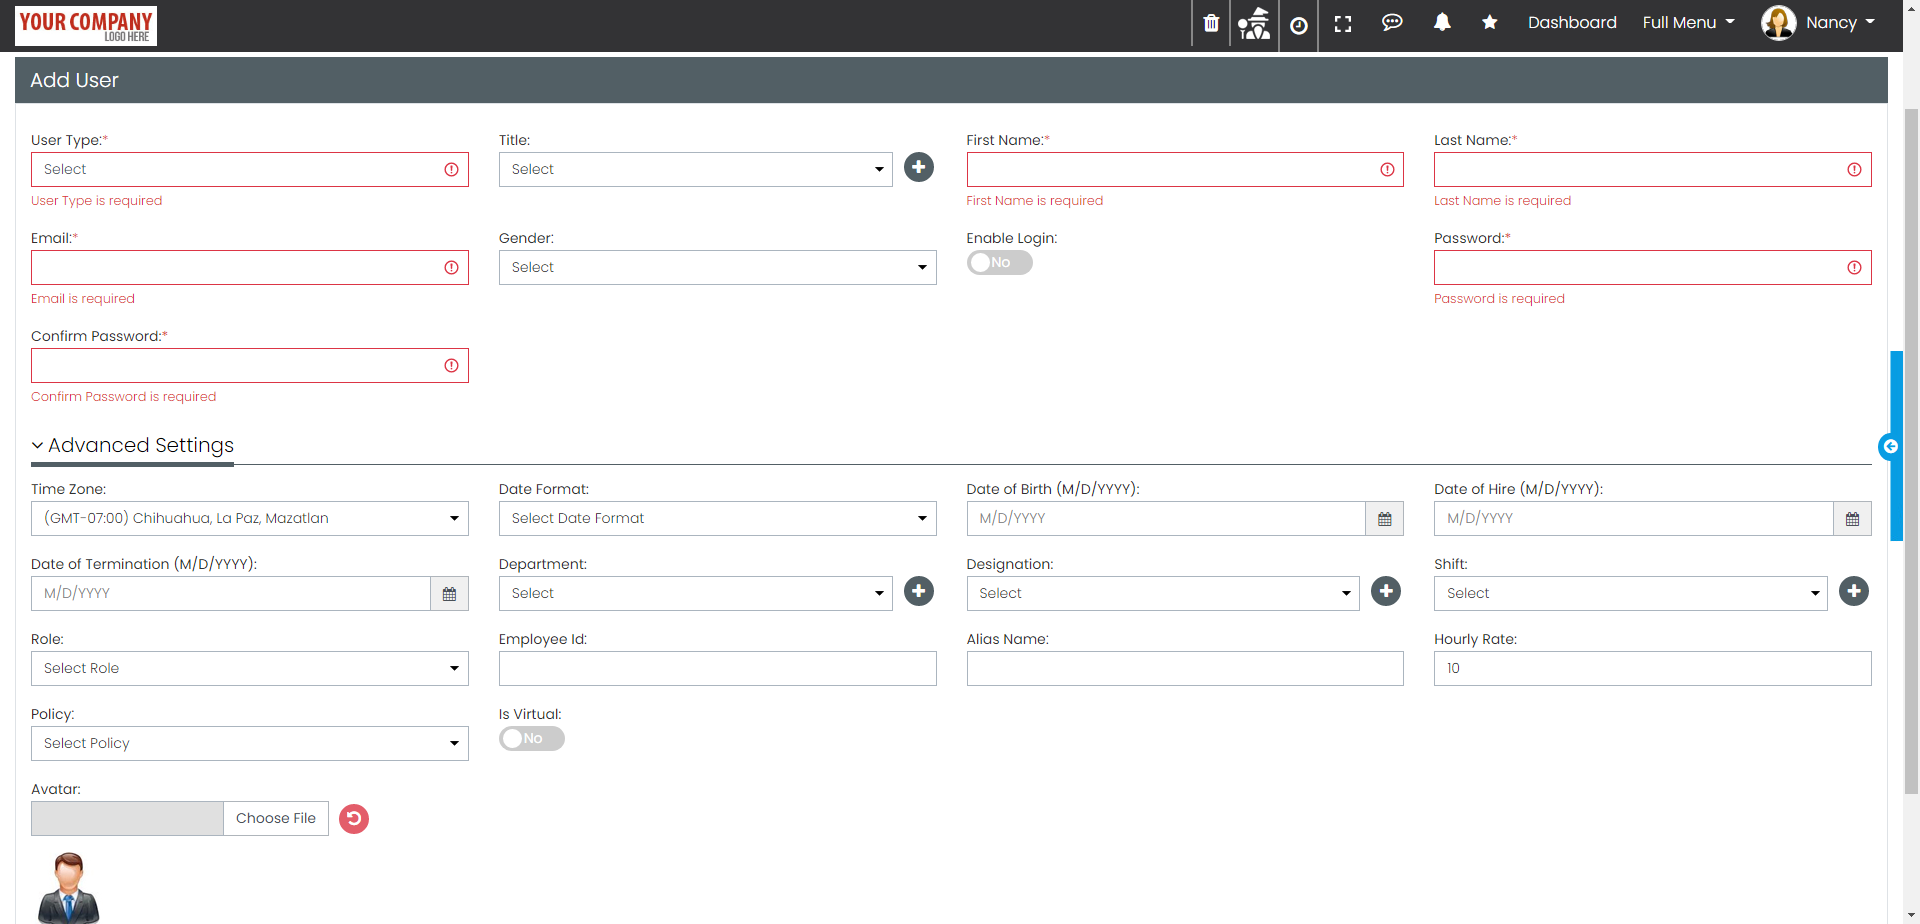 YOUR COMPANY
LOGO HERE
Dashboard
Full Menu
Nancy
Add User
User Type:*
Title:
First Name:*
Last Name:*
Select
Select
User Type is required
First Name is required
Last Name is required
Email:*
Gender:
Enable Login:
Password:*
Select
No
Email is required
Password is required
Confirm Password:*
Confirm Password is required
Advanced Settings
Time Zone:
Date Format:
Date of Birth (M/D/YYYY):
Date of Hire (M/D/YYYY):
(GMT-07:00) Chihuahua, La Paz, Mazatlan
Select Date Format
M/D/YYYY
M/D/YYYY
Date of Termination (M/D/YYYY):
Department:
Designation:
Shift:
M/D/YYYY
Select
Select
Select
Role:
Employee Id:
Alias Name:
Hourly Rate:
Select Role
10
Policy:
Is Virtual:
Select Policy
No
Avatar:
Choose File